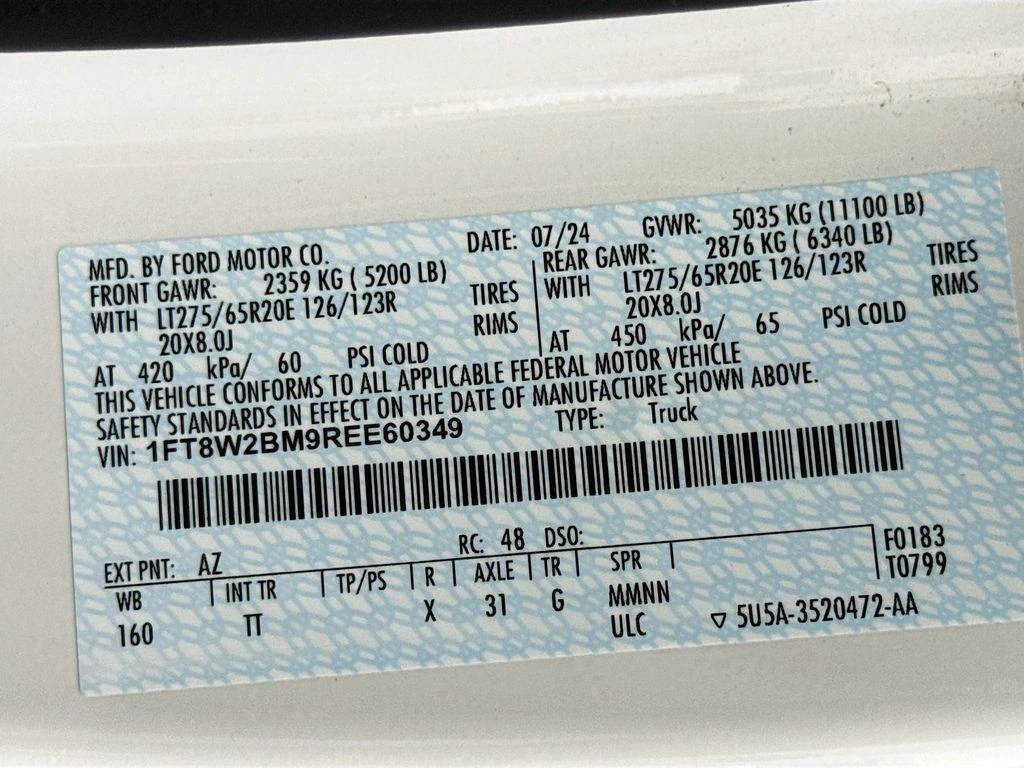 MFD. BY FORD MOTOR CO. DATE: 07/24 GVWR: 5035 KG (11100 LB)
FRONT GAWR: 2359 KG ( 5200 LB) REAR GAWR: 2876 KG ( 6340 LB)
WITH LT275/65R20E 126/123R TIRES WITH LT275/65R20E 126/123R TIRES
20X8.0J RIMS 20X8.0J RIMS
AT 420 kPa/ 60 PSI COLD AT 450 kPa/ 65 PSI COLD
THIS VEHICLE CONFORMS TO ALL APPLICABLE FEDERAL MOTOR VEHICLE
SAFETY STANDARDS IN EFFECT ON THE DATE OF MANUFACTURE SHOWN ABOVE.
VIN: 1FT8W2BM9REE60349 TYPE: Truck
EXT PNT: AZ RC: 48 DSO: F0183
WB INT TR TP/PS R AXLE TR SPR T0799
160 TT X 31 G MMNN
ULC ▽ 5U5A-3520472-AA